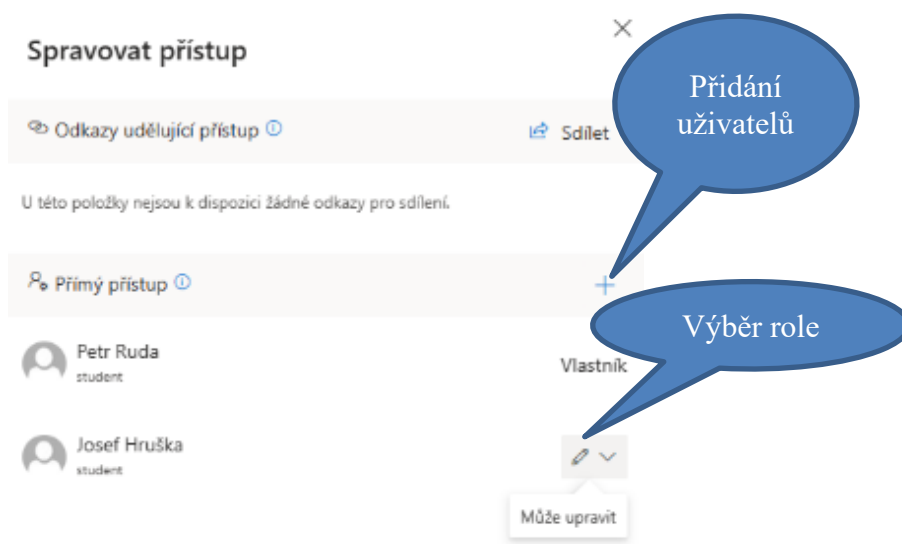 Spravovat přístup
Přidání
uživatelů
Odkazy udělující přístup
Sdílet
U této položky nejsou k dispozici žádné odkazy pro sdílení.
Přímý přístup
Výběr role
Petr Ruda
student
Vlastník
Josef Hruška
student
Může upravit